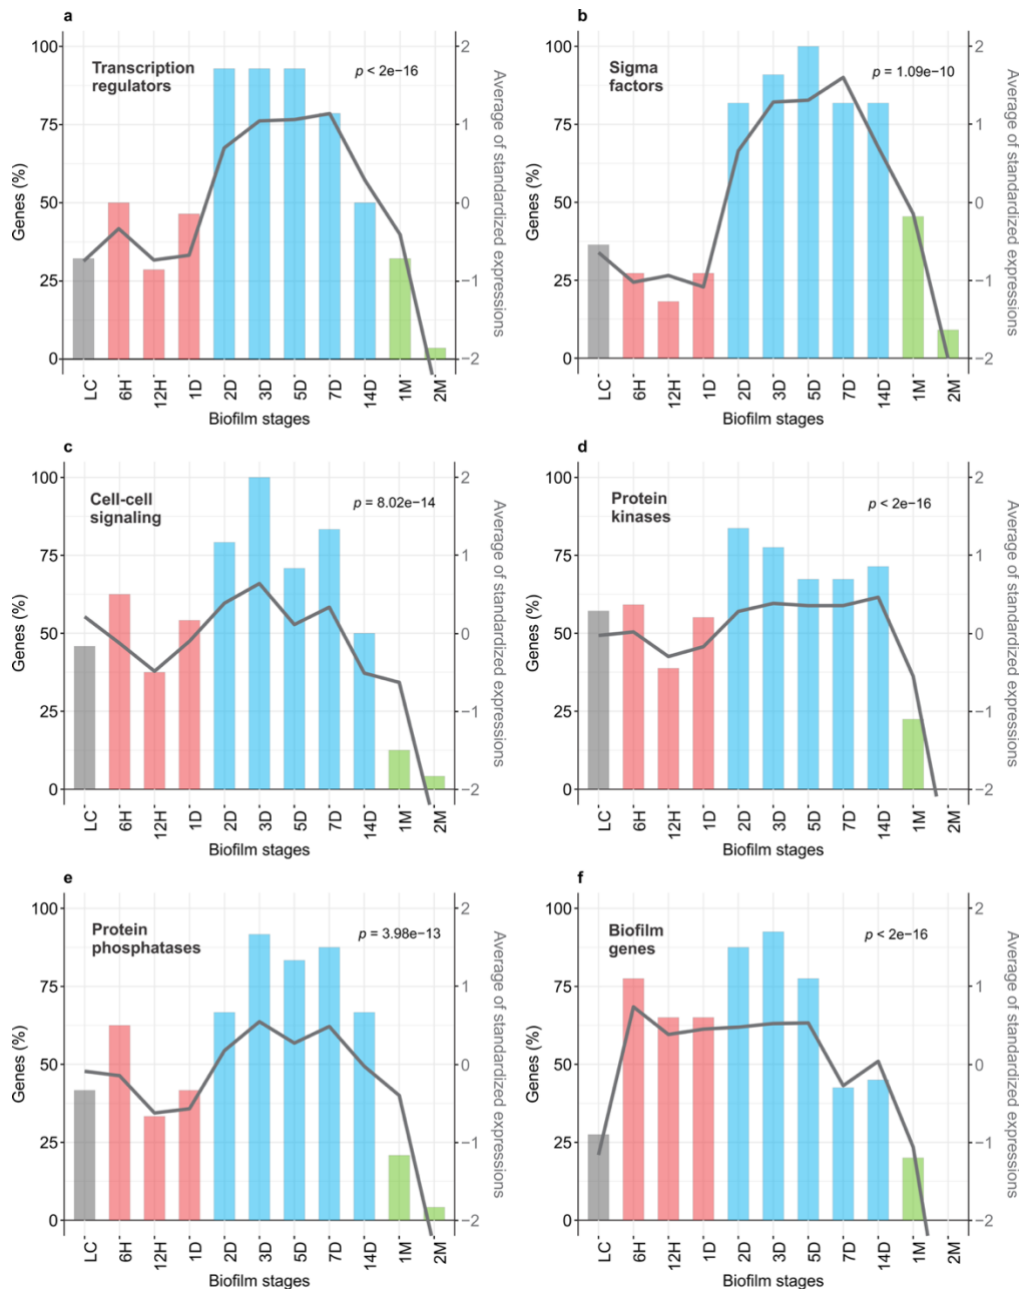 a
Transcription
regulators
p < 2e−16
100
75
50
25
0
Genes (%)
2
1
0
−1
−2
Average of standardized expressions
LC 6H 12H 1D 2D 3D 5D 7D 14D 1M 2M
Biofilm stages
b
Sigma
factors
p = 1.09e−10
100
75
50
25
0
Genes (%)
2
1
0
−1
−2
Average of standardized expressions
LC 6H 12H 1D 2D 3D 5D 7D 14D 1M 2M
Biofilm stages
c
Cell-cell
signaling
p = 8.02e−14
100
75
50
25
0
Genes (%)
2
1
0
−1
−2
Average of standardized expressions
LC 6H 12H 1D 2D 3D 5D 7D 14D 1M 2M
Biofilm stages
d
Protein
kinases
p < 2e−16
100
75
50
25
0
Genes (%)
2
1
0
−1
−2
Average of standardized expressions
LC 6H 12H 1D 2D 3D 5D 7D 14D 1M 2M
Biofilm stages
e
Protein
phosphatases
p = 3.98e−13
100
75
50
25
0
Genes (%)
2
1
0
−1
−2
Average of standardized expressions
LC 6H 12H 1D 2D 3D 5D 7D 14D 1M 2M
Biofilm stages
f
Biofilm
genes
p < 2e−16
100
75
50
25
0
Genes (%)
2
1
0
−1
−2
Average of standardized expressions
LC 6H 12H 1D 2D 3D 5D 7D 14D 1M 2M
Biofilm stages